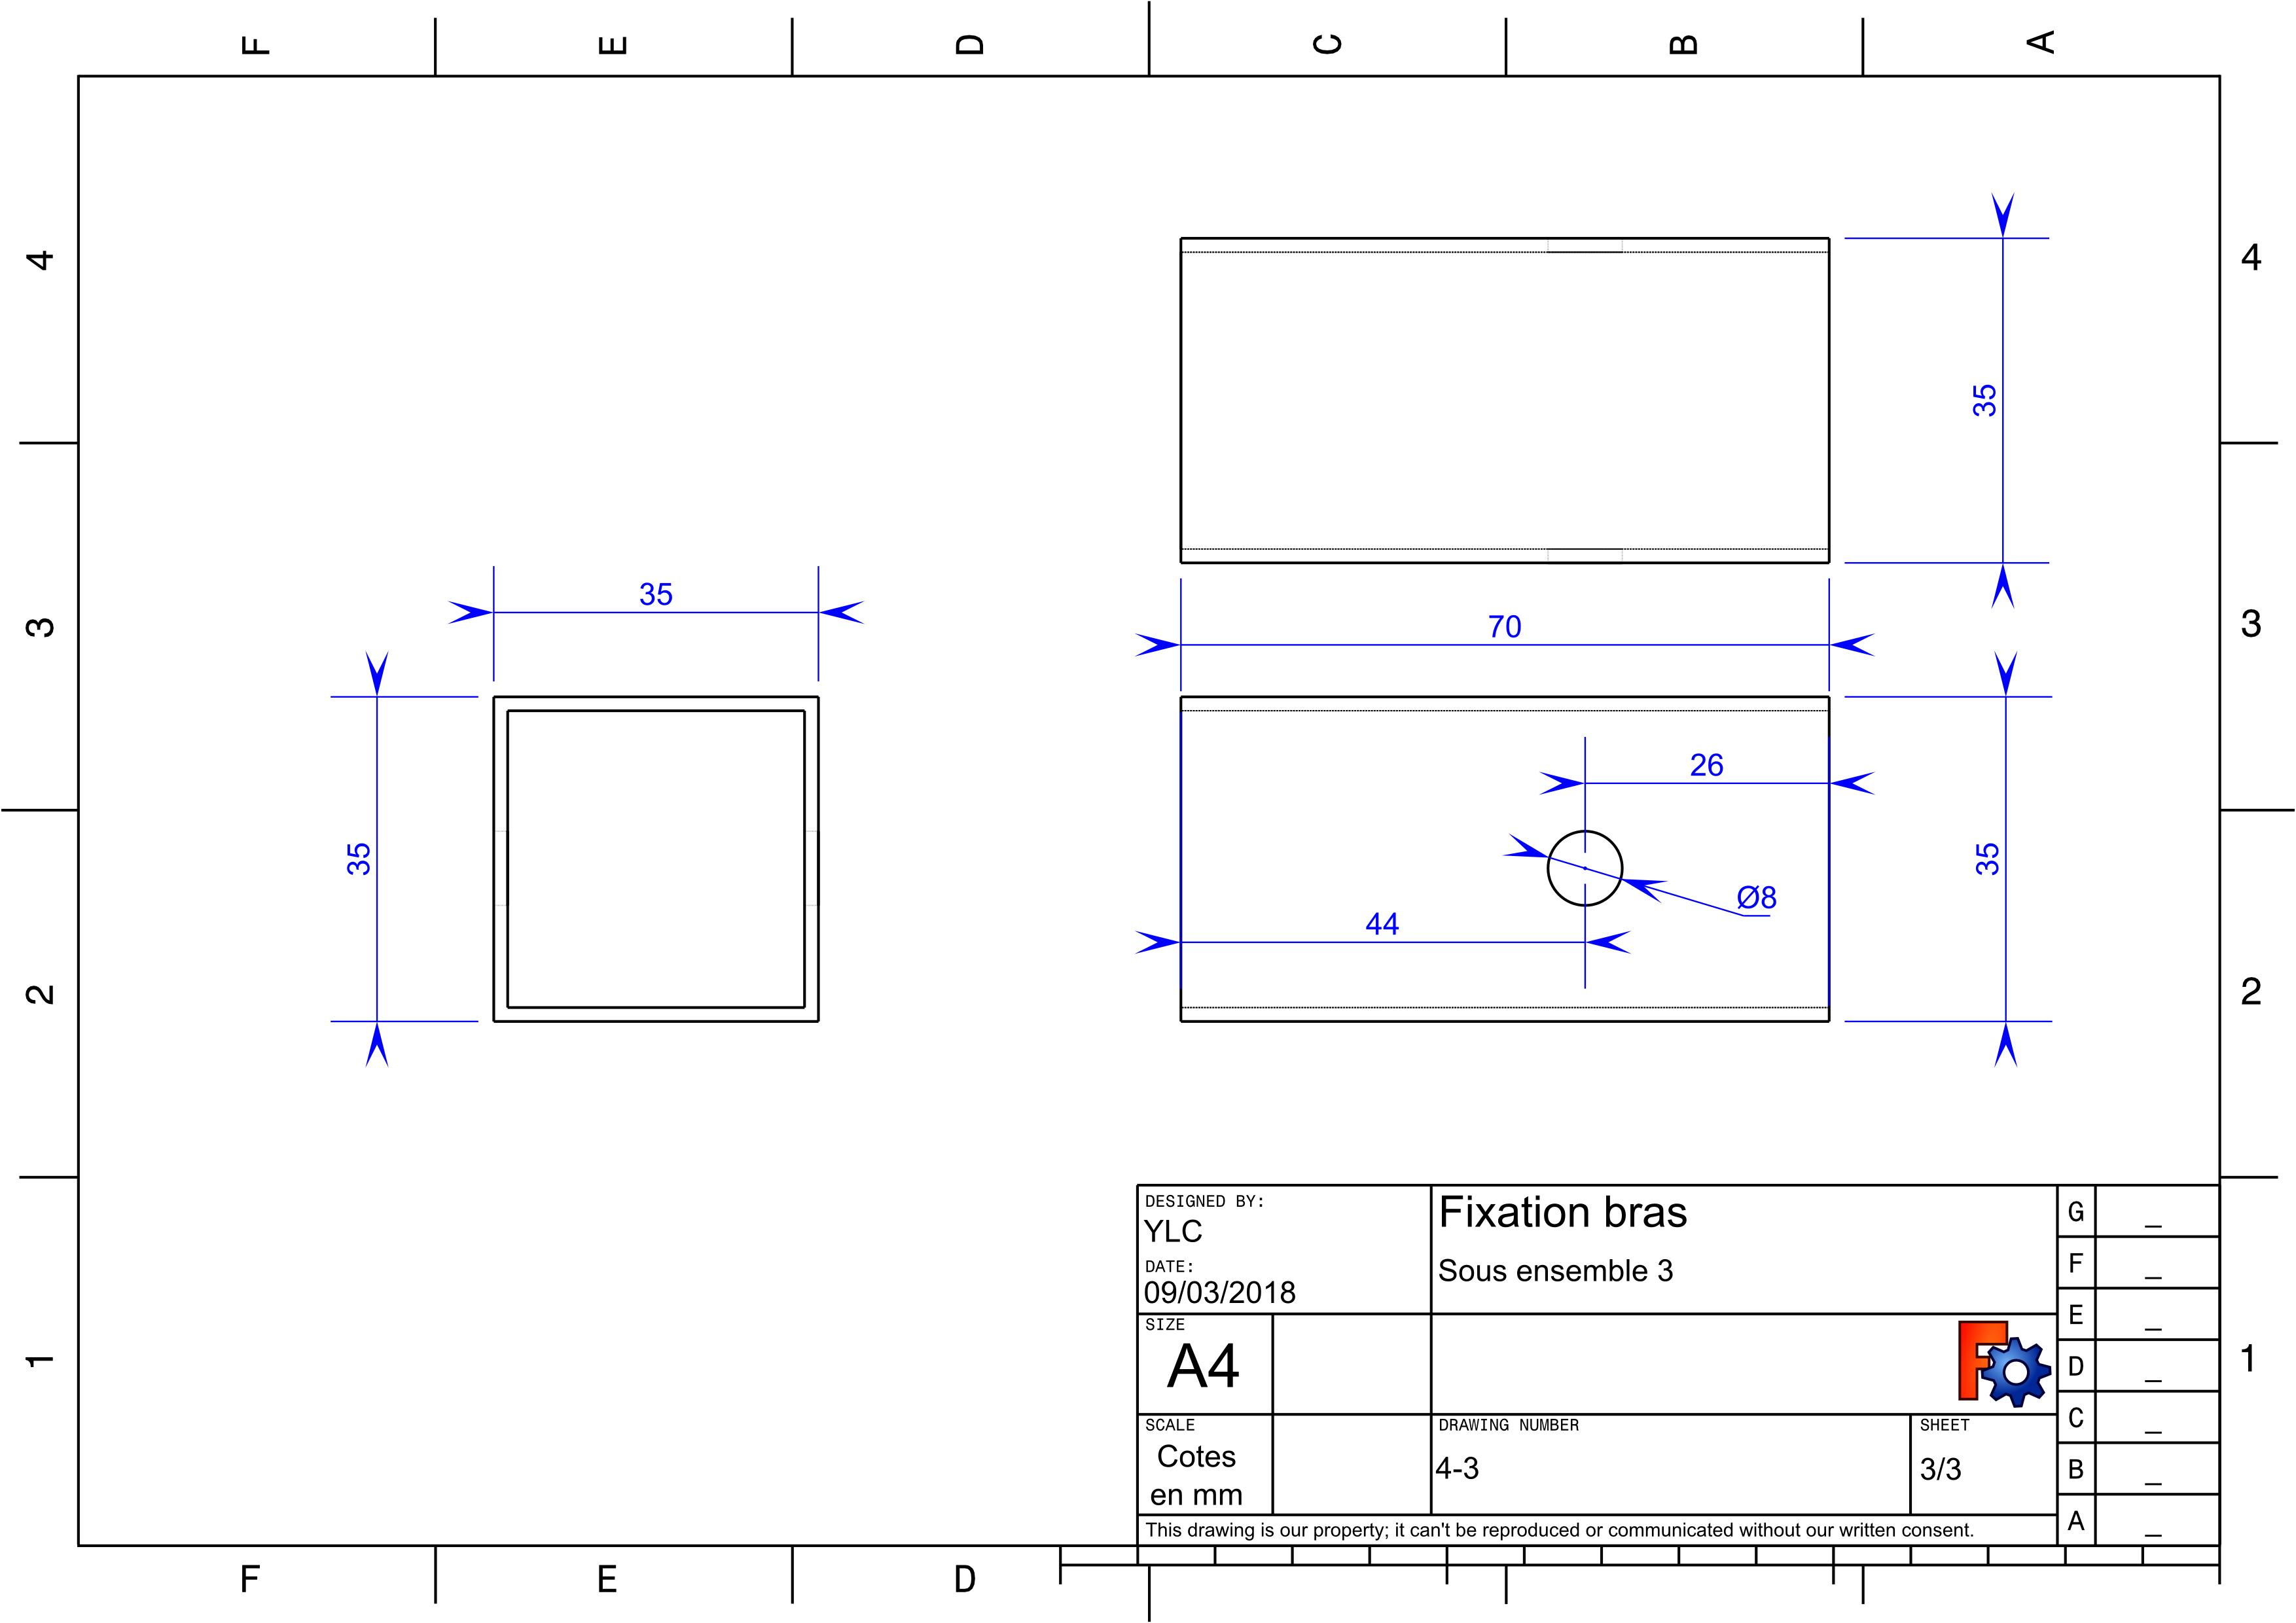 F E D C B A
4 4
35
35
70
3 3
35
26
35
35
Ø8
44
2 2
DESIGNED BY:
YLC
DATE:
09/03/2018
Fixation bras
Sous ensemble 3
G _
F _
E _
D _
C _
B _
A _
SIZE
A4
1 1
SCALE
Cotes
en mm
DRAWING NUMBER
4-3
SHEET
3/3
This drawing is our property; it can't be reproduced or communicated without our written consent.
F E D